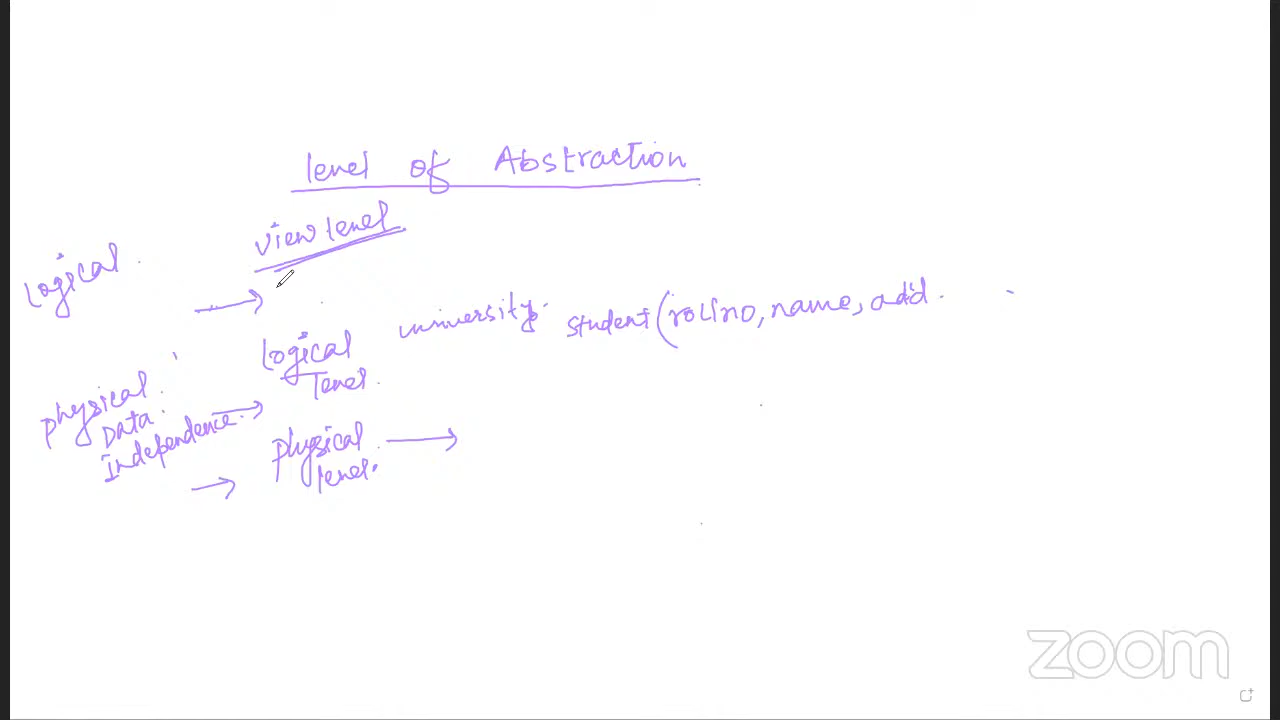 level of Abstraction
view level
Logical
university. student (rollno, name, add.
Logical
level.
physical
Data
Independence.
physical
level.
zoom